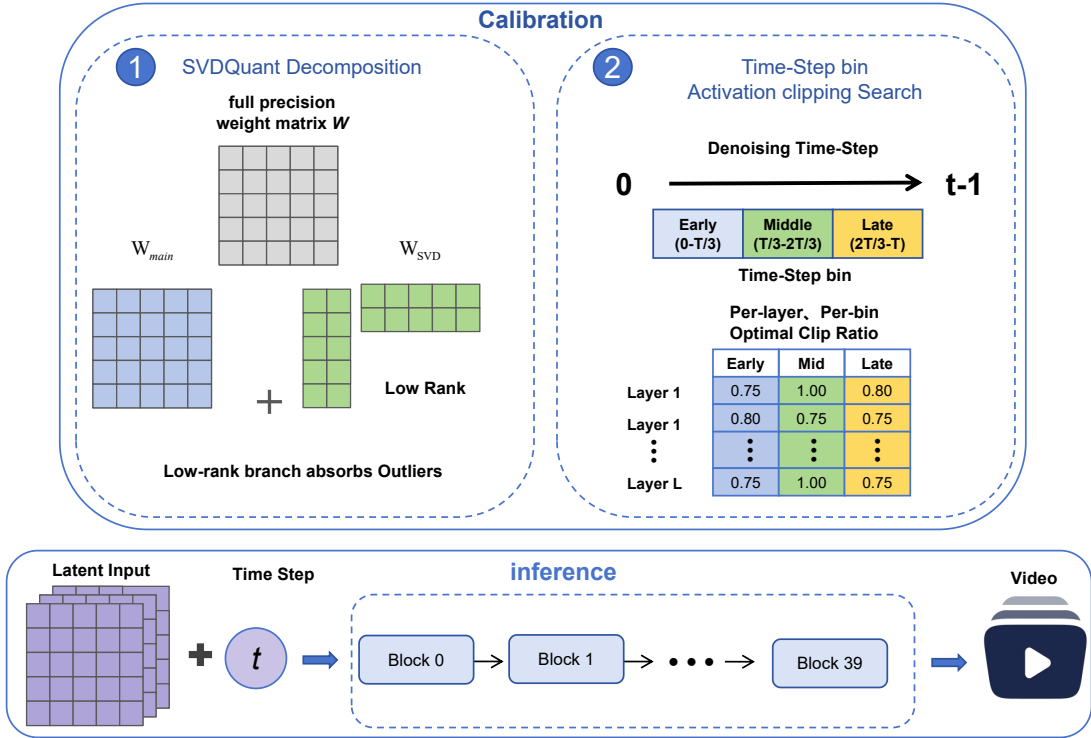 Calibration
1
SVDQuant Decomposition
full precision
weight matrix W
W_main
W_SVD
+
Low Rank
Low-rank branch absorbs Outliers
2
Time-Step bin
Activation clipping Search
Denoising Time-Step
0 t-1
Early Middle Late
(0-T/3) (T/3-2T/3) (2T/3-T)
Time-Step bin
Per-layer、Per-bin
Optimal Clip Ratio
Early Mid Late
Layer 1 0.75 1.00 0.80
Layer 1 0.80 0.75 0.75
Layer L 0.75 1.00 0.75
inference
Latent Input
+
Time Step
t
Block 0
Block 1
Block 39
Video